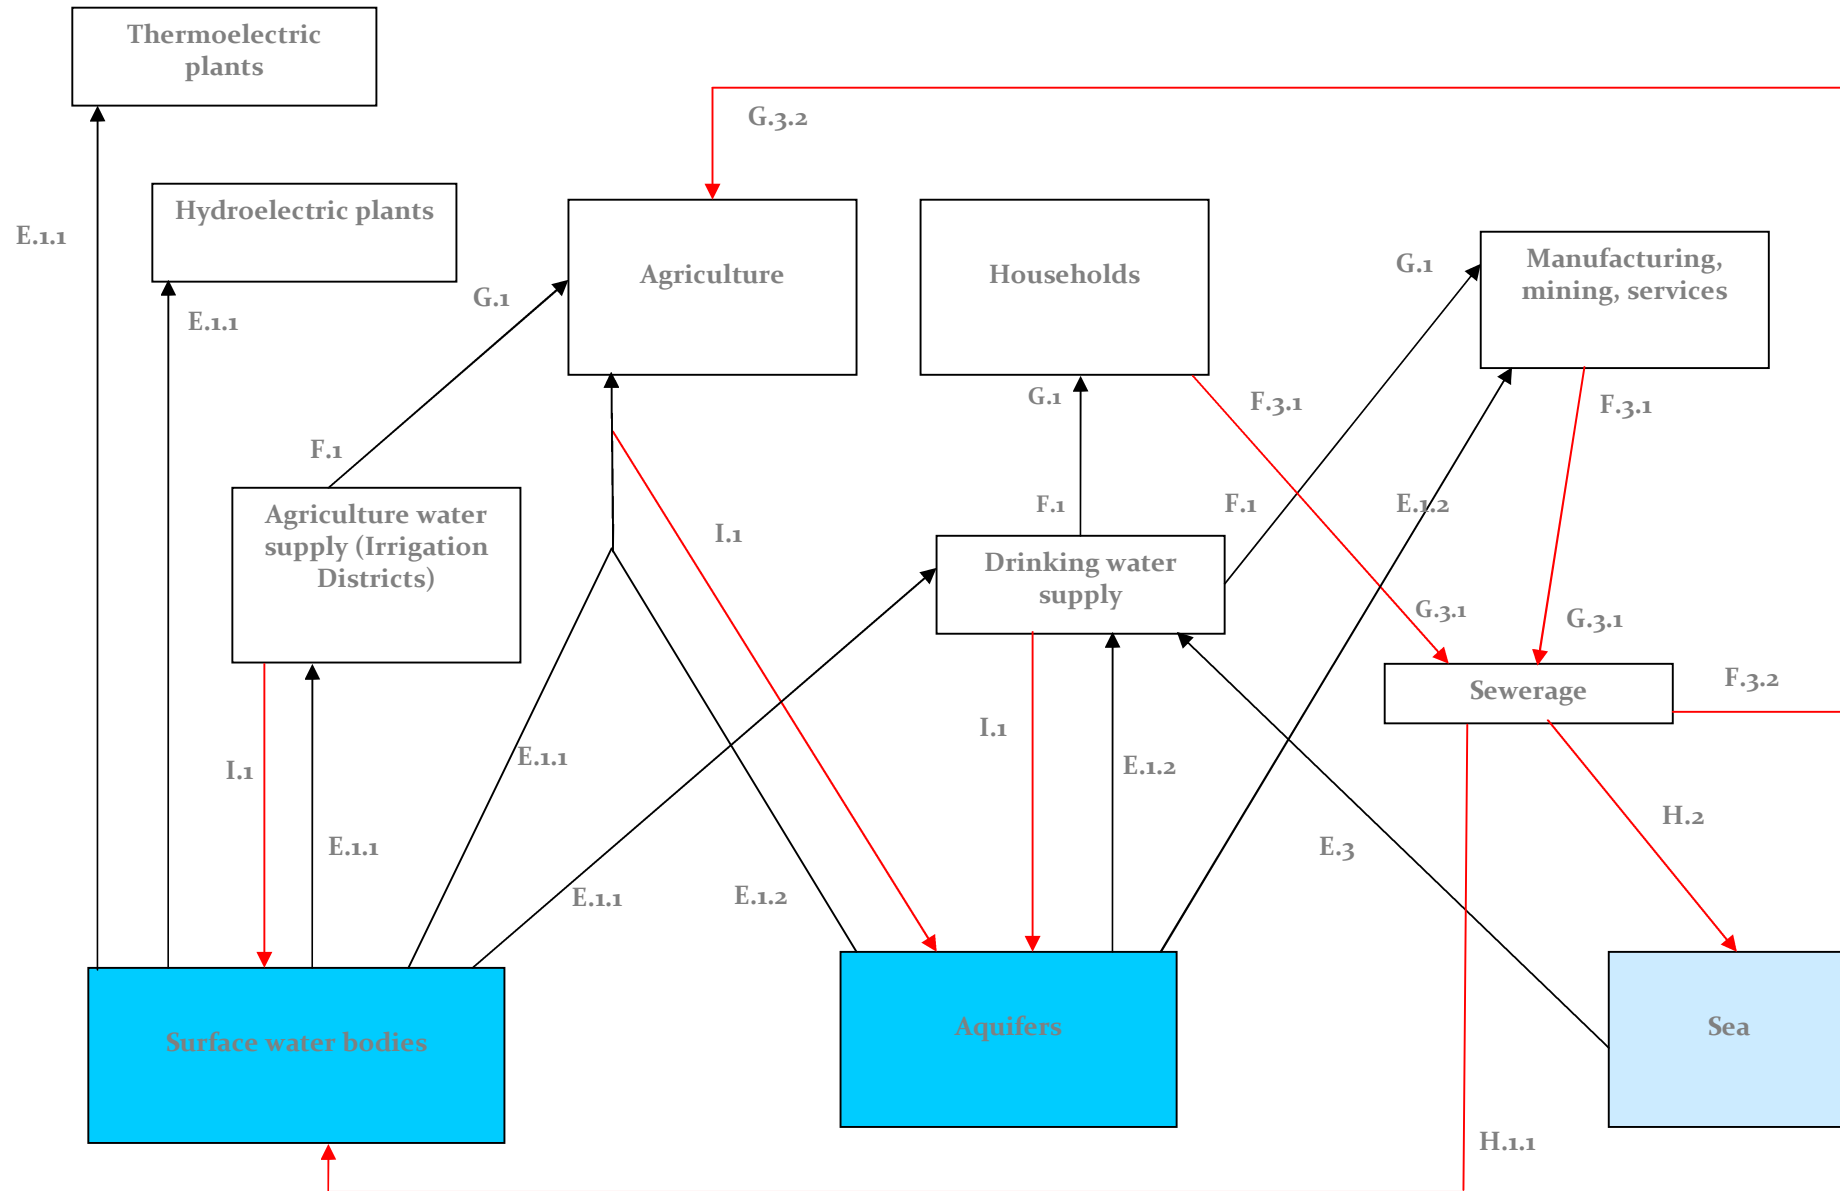 Thermoelectric
plants
G.3.2
Hydroelectric plants
E.1.1
E.1.1
G.1
Agriculture
Households
G.1
Manufacturing,
mining, services
G.1
F.3.1
F.3.1
F.1
Agriculture water
supply (Irrigation
Districts)
I.1
F.1
F.1
E.1.2
Drinking water
supply
G.3.1
G.3.1
Sewerage
F.3.2
I.1
E.1.1
I.1
E.1.2
H.2
E.1.1
E.3
E.1.1
E.1.2
Surface water bodies
Aquifers
Sea
H.1.1